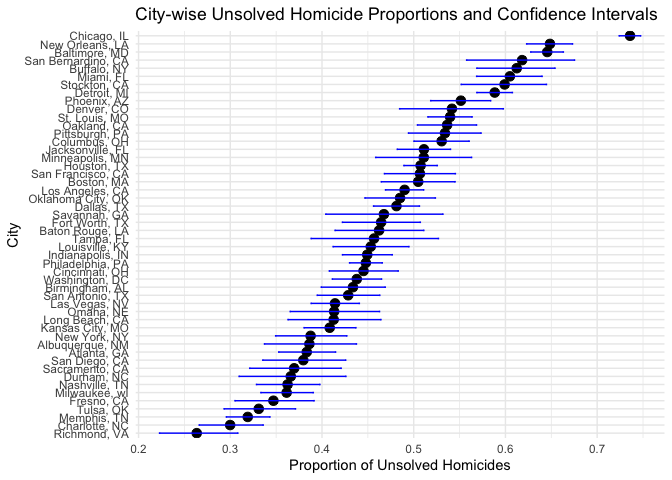 City-wise Unsolved Homicide Proportions and Confidence Intervals
City
Chicago, IL
New Orleans, LA
Baltimore, MD
San Bernardino, CA
Buffalo, NY
Miami, FL
Stockton, CA
Detroit, MI
Phoenix, AZ
Denver, CO
St. Louis, MO
Oakland, CA
Pittsburgh, PA
Columbus, OH
Jacksonville, FL
Minneapolis, MN
Houston, TX
San Francisco, CA
Boston, MA
Los Angeles, CA
Oklahoma City, OK
Dallas, TX
Savannah, GA
Fort Worth, TX
Baton Rouge, LA
Tampa, FL
Louisville, KY
Indianapolis, IN
Philadelphia, PA
Cincinnati, OH
Washington, DC
Birmingham, AL
San Antonio, TX
Las Vegas, NV
Omaha, NE
Long Beach, CA
Kansas City, MO
New York, NY
Albuquerque, NM
Atlanta, GA
San Diego, CA
Sacramento, CA
Durham, NC
Nashville, TN
Milwaukee, wI
Fresno, CA
Tulsa, OK
Memphis, TN
Charlotte, NC
Richmond, VA
0.2 0.3 0.4 0.5 0.6 0.7
Proportion of Unsolved Homicides